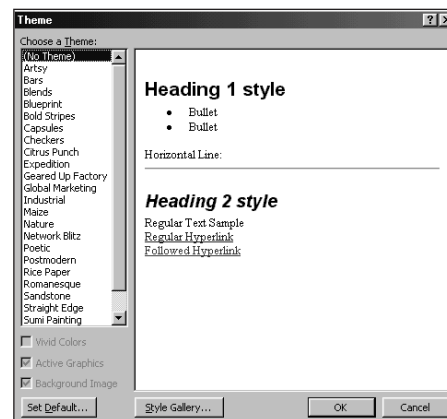 Theme
Choose a Theme:
(No Theme)
Artsy
Bars
Blends
Blueprint
Bold Stripes
Capsules
Checkers
Citrus Punch
Expedition
Geared Up Factory
Global Marketing
Industrial
Maize
Nature
Network Blitz
Poetic
Postmodern
Rice Paper
Romanesque
Sandstone
Straight Edge
Sumi Painting
Vivid Colors
Active Graphics
Background Image
Heading 1 style
• Bullet
• Bullet
Horizontal Line:
Heading 2 style
Regular Text Sample
Regular Hyperlink
Followed Hyperlink
Set Default...
Style Gallery...
OK
Cancel